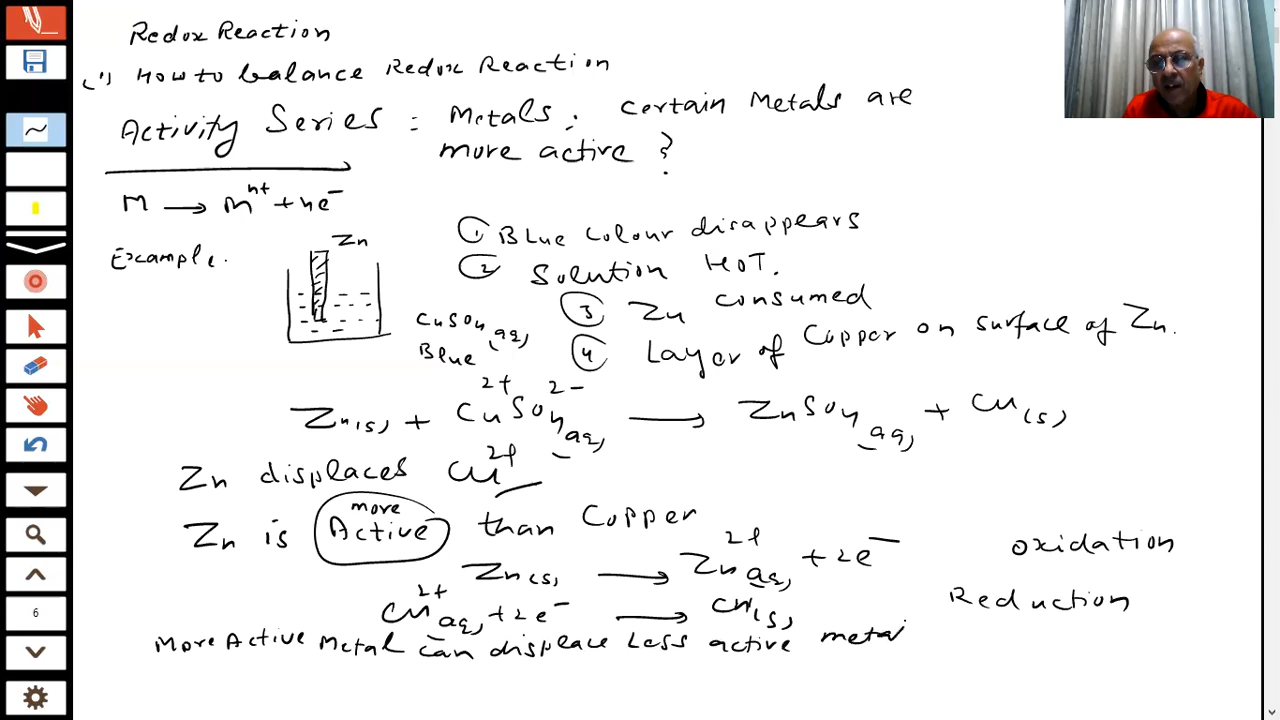 Redox Reaction
(1) How to balance Redox Reaction
Activity Series : Metals ; certain Metals are
more active ?
M → M^n+ + ne^-
Example.
Zn
① Blue colour disappears
② Solution HOT.
③ Zn consumed
④ Layer of Copper on surface of Zn.
CuSO4(aq)
Blue
Zn(s) + Cu^2+SO4^2-(aq) → ZnSO4(aq) + Cu(s)
Zn displaces Cu^2+
Zn is more Active than Copper
Zn(s) → Zn^2+(aq) + 2e^- oxidation
Cu^2+(aq) + 2e^- → Cu(s) Reduction
More Active Metal can displace Less active metal
6